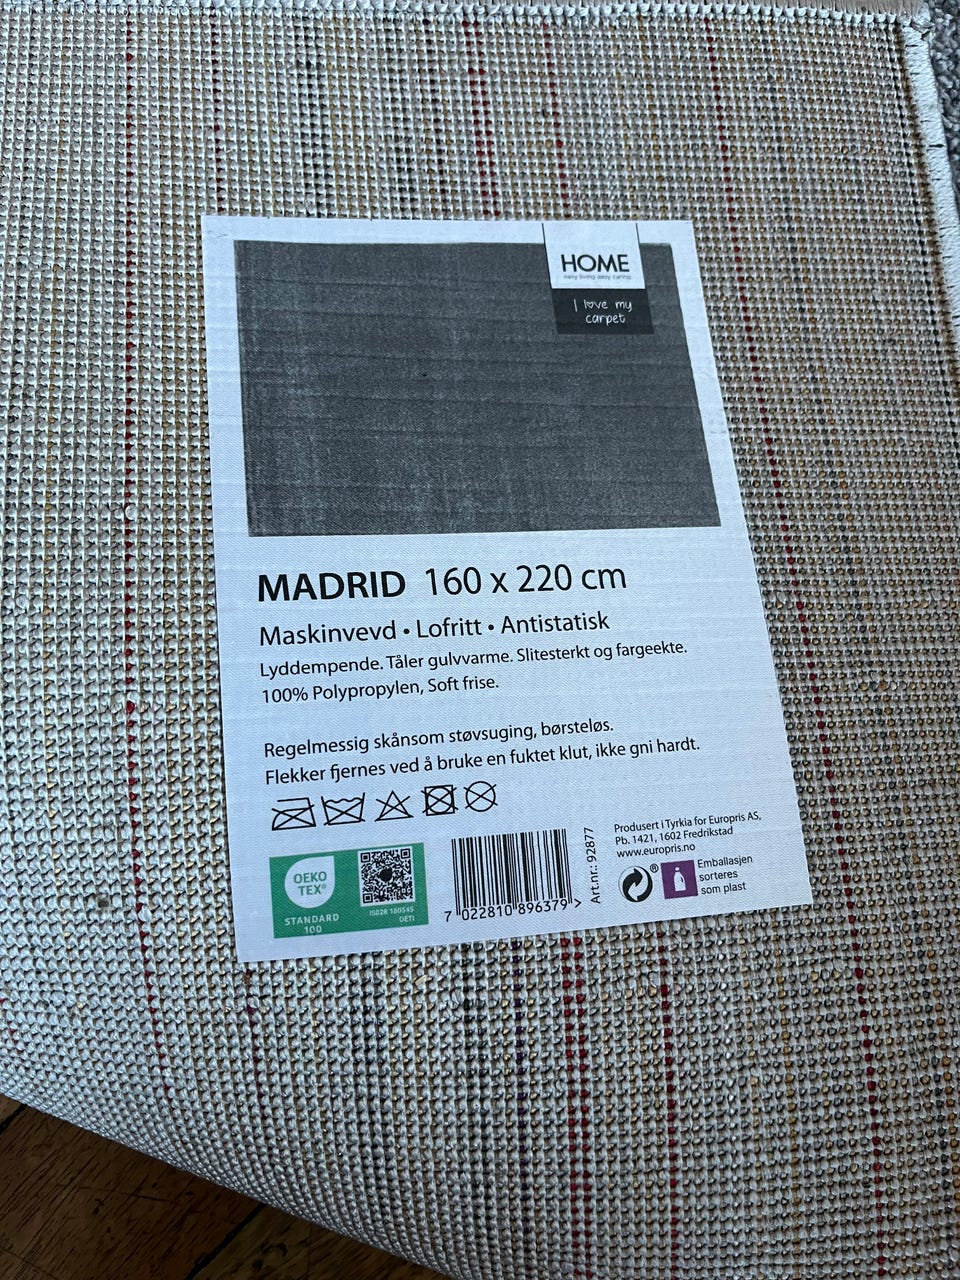 HOME
easy living easy caring
I love my
carpet
MADRID 160 x 220 cm
Maskinvevd • Lofritt • Antistatisk
Lyddempende. Tåler gulvvarme. Slitesterkt og fargeekte.
100% Polypropylen, Soft frise.
Regelmessig skånsom støvsuging, børsteløs.
Flekker fjernes ved å bruke en fuktet klut, ikke gni hardt.
OEKO
TEX®
STANDARD
100
IS028 160545
OETI
7 022810 896379 >
Art.nr.: 92877
Produsert i Tyrkia for Europris AS,
Pb. 1421, 1602 Fredrikstad
www.europris.no
®
Emballasjen
sorteres
som plast